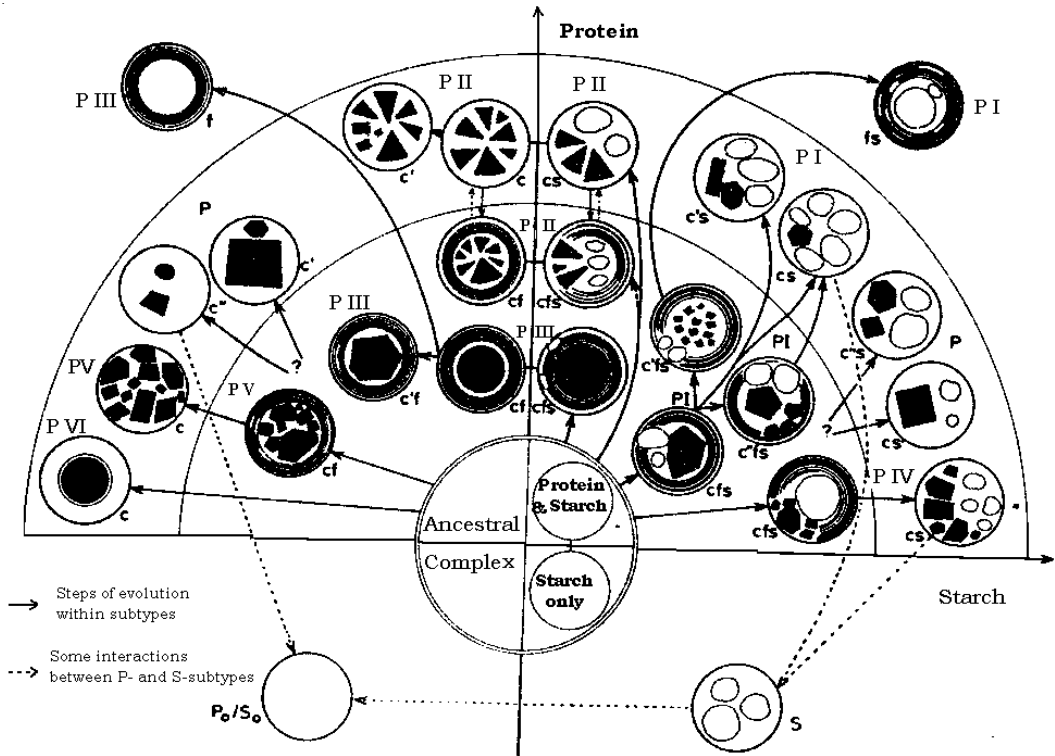 Protein
P III
f
P II
P II
c'
c
cs
P I
fs
P I
c's
cs
P
c'
c"
P II
cf
cfs
P III
c'f
P III
cf
cfs
c'fs
PI
PI
c"fs
cfs
c"s
P
cs
?
PV
c
?
P V
cf
P VI
c
P IV
cfs
cs
Protein
& Starch
Ancestral
Complex
Starch
only
Starch
Steps of evolution
within subtypes
Some interactions
between P- and S-subtypes
P₀/S₀
S